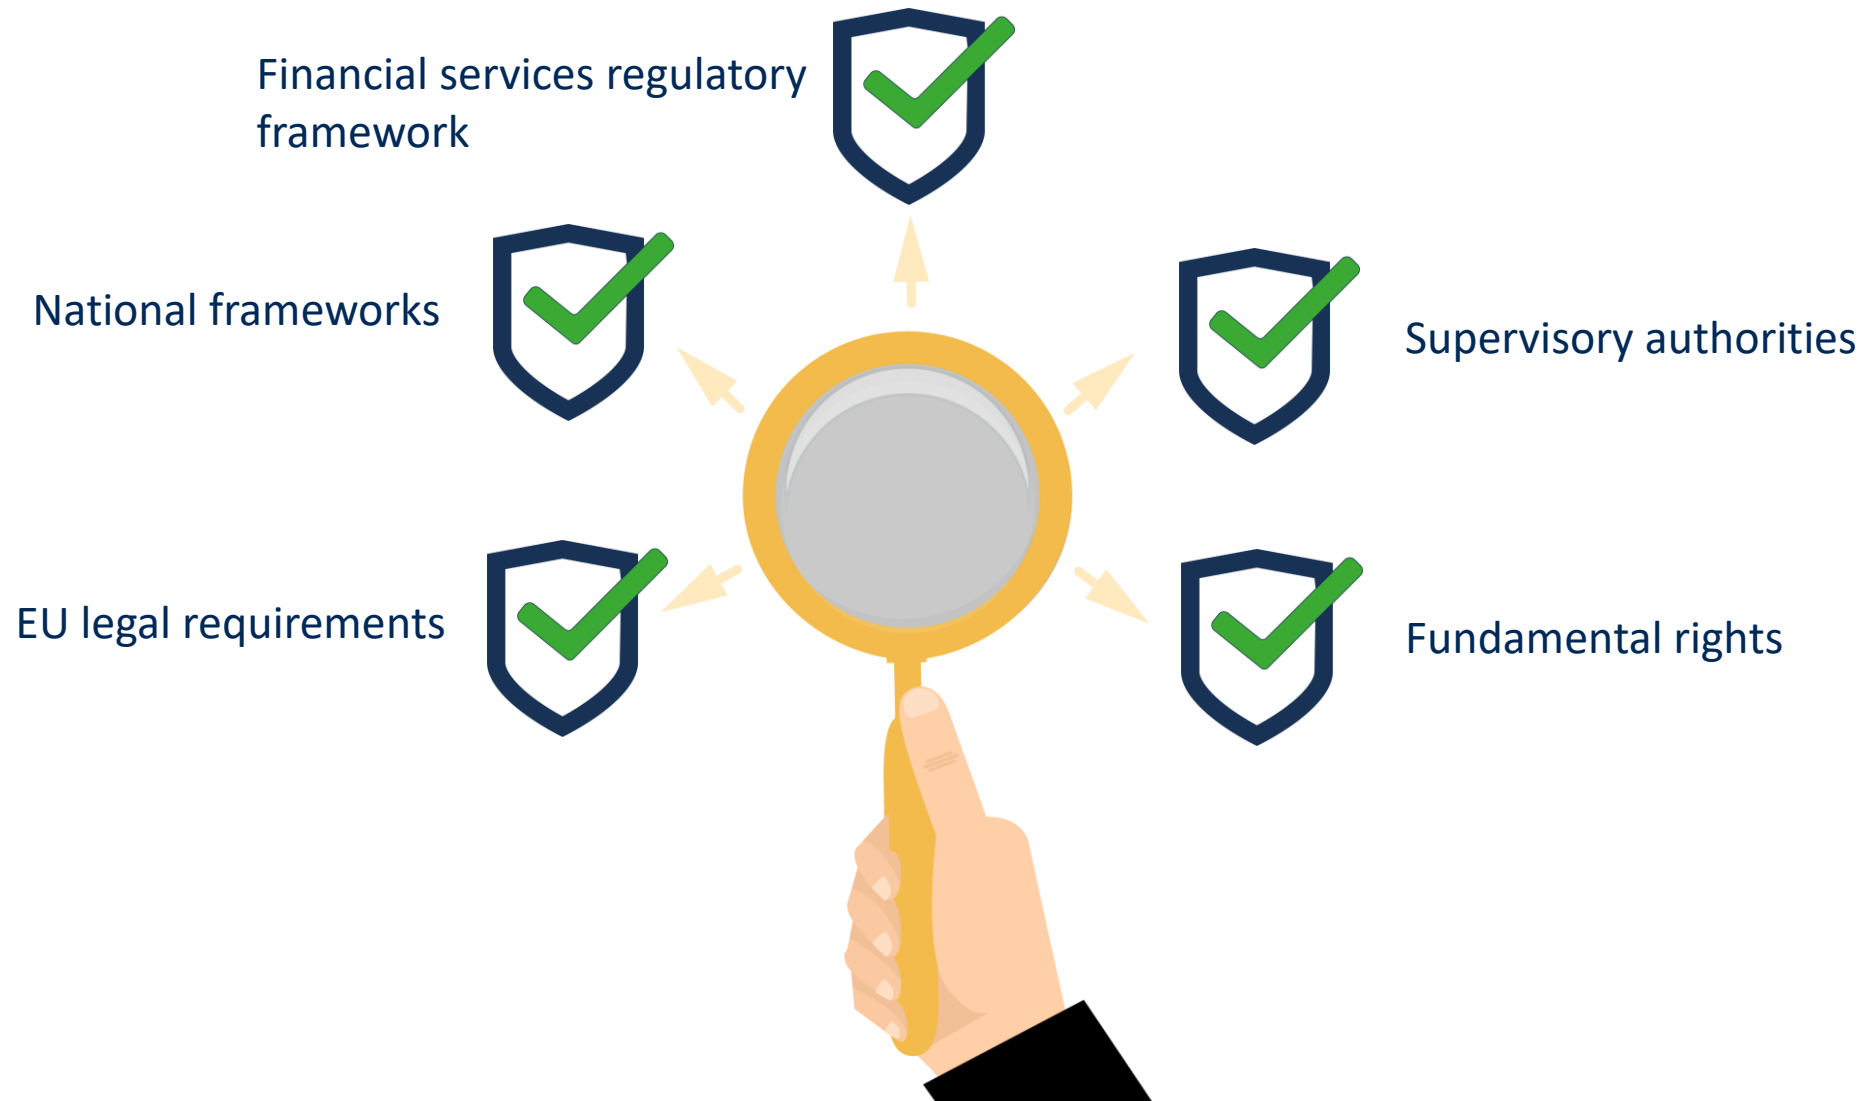 Financial services regulatory
framework
National frameworks
Supervisory authorities
EU legal requirements
Fundamental rights